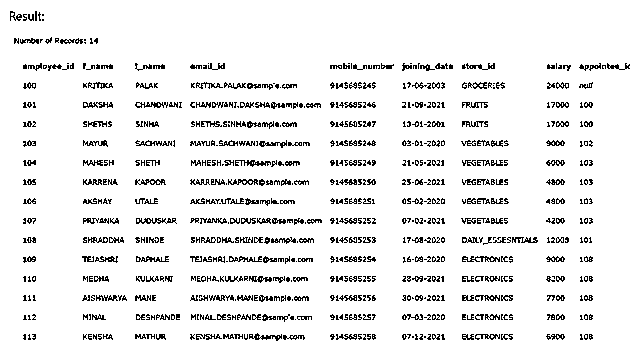 Result:
Number of Records: 14
employee_id f_name l_name email_id mobile_number joining_date store_id salary appointee_id
100 KRITIKA PALAK KRITIKA.PALAK@sample.com 9145685245 17-06-2003 GROCERIES 24000 null
101 DAKSHA CHANDWANI CHANDWANI.DAKSHA@sample.com 9145685246 21-09-2021 FRUITS 17000 100
102 SHETHS SINHA SHETHS.SINHA@sample.com 9145685247 13-01-2001 FRUITS 17000 100
103 MAYUR SACHWANI MAYUR.SACHWANI@sample.com 9145685248 03-01-2020 VEGETABLES 9000 102
104 MAHESH SHETH MAHESH.SHETH@sample.com 9145685249 21-05-2021 VEGETABLES 6000 103
105 KARRENA KAPOOR KARRENA.KAPOOR@sample.com 9145685250 25-06-2021 VEGETABLES 4800 103
106 AKSHAY UTALE AKSHAY.UTALE@sample.com 9145685251 05-02-2020 VEGETABLES 4800 103
107 PRIYANKA DUDUSKAR PRIYANKA.DUDUSKAR@sample.com 9145685252 07-02-2021 VEGETABLES 4200 103
108 SHRADDHA SHINDE SHRADDHA.SHINDE@sample.com 9145685253 17-08-2020 DAILY_ESSESNTIALS 12008 101
109 TEJASHRI DAPHALE TEJASHRI.DAPHALE@sample.com 9145685254 16-08-2020 ELECTRONICS 9000 108
110 MEDHA KULKARNI MEDHA.KULKARNI@sample.com 9145685255 28-09-2021 ELECTRONICS 8200 108
111 AISHWARYA MANE AISHWARYA.MANE@sample.com 9145685256 30-09-2021 ELECTRONICS 7700 108
112 MINAL DESHPANDE MINAL.DESHPANDE@sample.com 9145685257 07-03-2020 ELECTRONICS 7800 108
113 KENSHA MATHUR KENSHA.MATHUR@sample.com 9145685258 07-12-2021 ELECTRONICS 6900 108